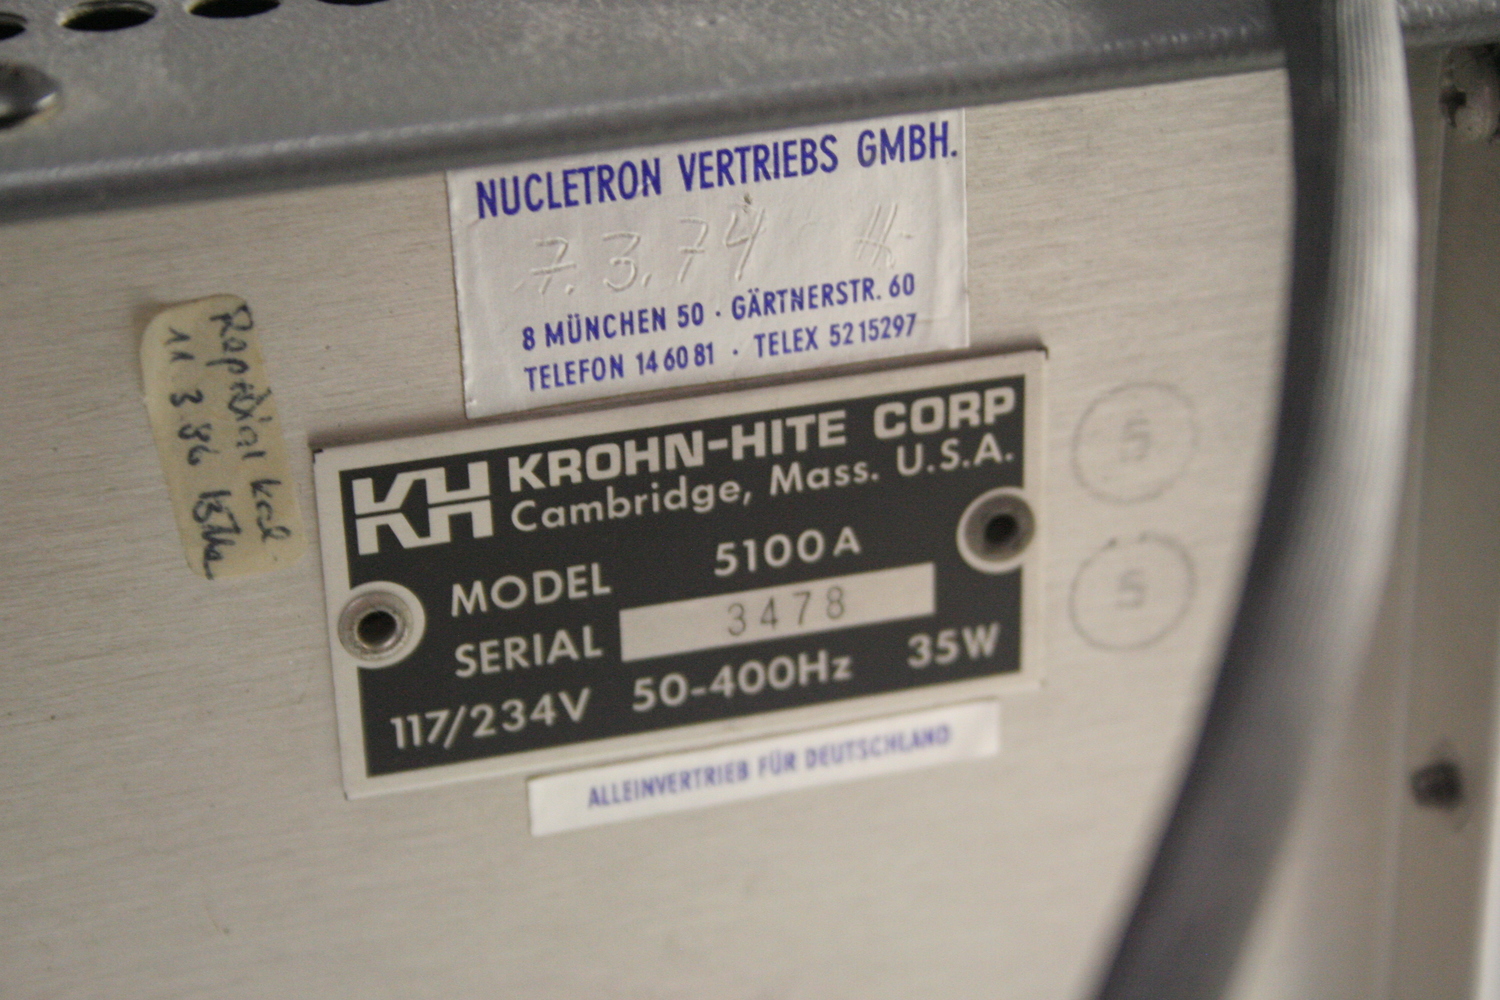 NUCLETRON VERTRIEBS GMBH.
7.3.74
8 MÜNCHEN 50 · GÄRTNERSTR. 60
TELEFON 14 60 81 · TELEX 52 15297
KH KROHN-HITE CORP
Cambridge, Mass. U.S.A.
MODEL 5100A
SERIAL 3478
117/234V 50-400Hz 35W
ALLEINVERTRIEB FÜR DEUTSCHLAND
11 3 86
5
5